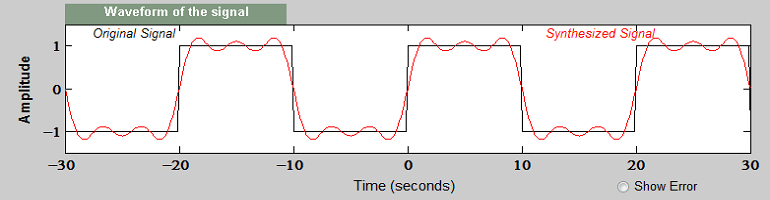 Waveform of the signal
Original Signal
Synthesized Signal
1
0
−1
Amplitude
−30
−20
−10
0
10
20
30
Time (seconds)
Show Error